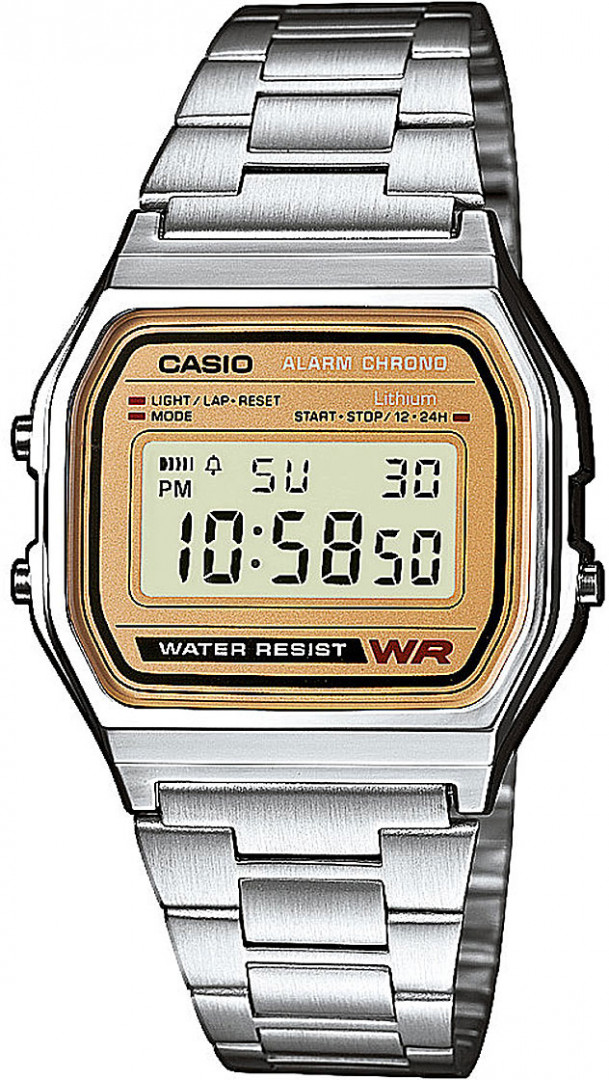 CASIO ALARM CHRONO
LIGHT / LAP • RESET Lithium
MODE START • STOP / 12 • 24H
SU 30
PM
10:58 50
WATER RESIST WR